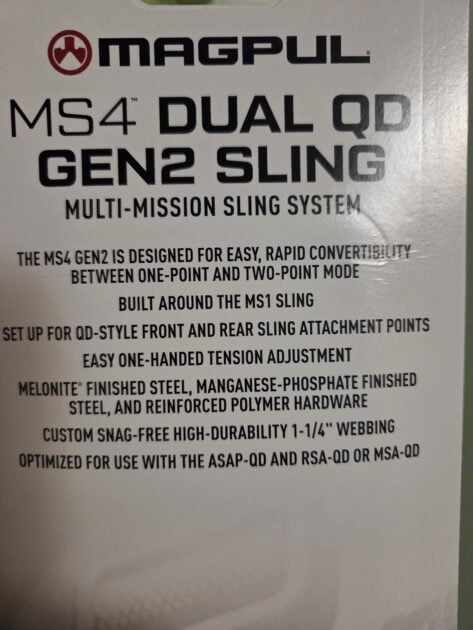 MAGPUL
MS4™ DUAL QD
GEN2 SLING
MULTI-MISSION SLING SYSTEM
THE MS4 GEN2 IS DESIGNED FOR EASY, RAPID CONVERTIBILITY
BETWEEN ONE-POINT AND TWO-POINT MODE
BUILT AROUND THE MS1 SLING
SET UP FOR QD-STYLE FRONT AND REAR SLING ATTACHMENT POINTS
EASY ONE-HANDED TENSION ADJUSTMENT
MELONITE® FINISHED STEEL, MANGANESE-PHOSPHATE FINISHED
STEEL, AND REINFORCED POLYMER HARDWARE
CUSTOM SNAG-FREE HIGH-DURABILITY 1-1/4" WEBBING
OPTIMIZED FOR USE WITH THE ASAP-QD AND RSA-QD OR MSA-QD